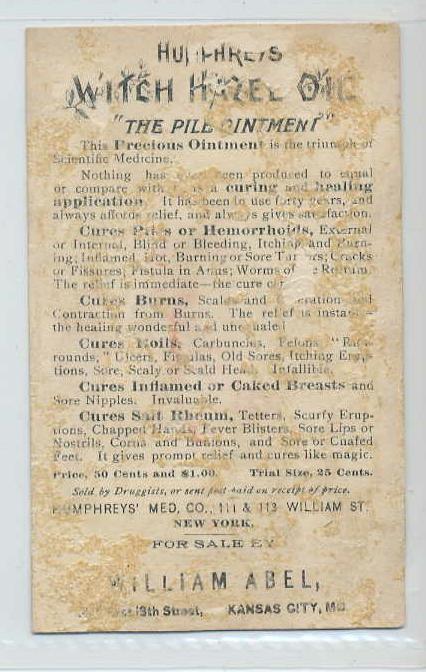 HUMPHREYS
WITCH HAZEL OIL
"THE PILE OINTMENT"
This Precious Ointment is the triumph of
Scientific Medicine.
Nothing has been produced to equal
or compare with as a curing and healing
application. It has been in use forty years, and
always affords relief, and always gives satisfaction.
Cures Piles or Hemorrhoids, External
or Internal, Blind or Bleeding, Itching and Burn-
ing; Inflamed, Hot, Burning or Sore Tumors; Cracks
or Fissures; Fistula in Anus; Worms of Rectum.
The relief is immediate—the cure
Cures Burns, Scalds and and
Contraction from Burns. The relief is instant—
the healing wonderful and unequaled
Cures Boils, Carbuncles, Felons,
rounds," Ulcers, Fistulas, Old Sores, Itching Erup-
tions, Sore, Scaly or Scald Head. Infallible.
Cures Inflamed or Caked Breasts and
Sore Nipples. Invaluable.
Cures Salt Rheum, Tetters, Scurfy Erup-
tions, Chapped Hands, Fever Blisters, Sore Lips or
Nostrils, Corns and Bunions, and Sore or Chafed
Feet. It gives prompt relief and cures like magic.
Price, 50 Cents and $1.00. Trial Size, 25 Cents.
Sold by Druggists, or sent post-paid on receipt of price.
HUMPHREYS' MED. CO., 111 & 113 WILLIAM ST.
NEW YORK.
FOR SALE BY
WILLIAM ABEL,
Street, KANSAS CITY, MO.